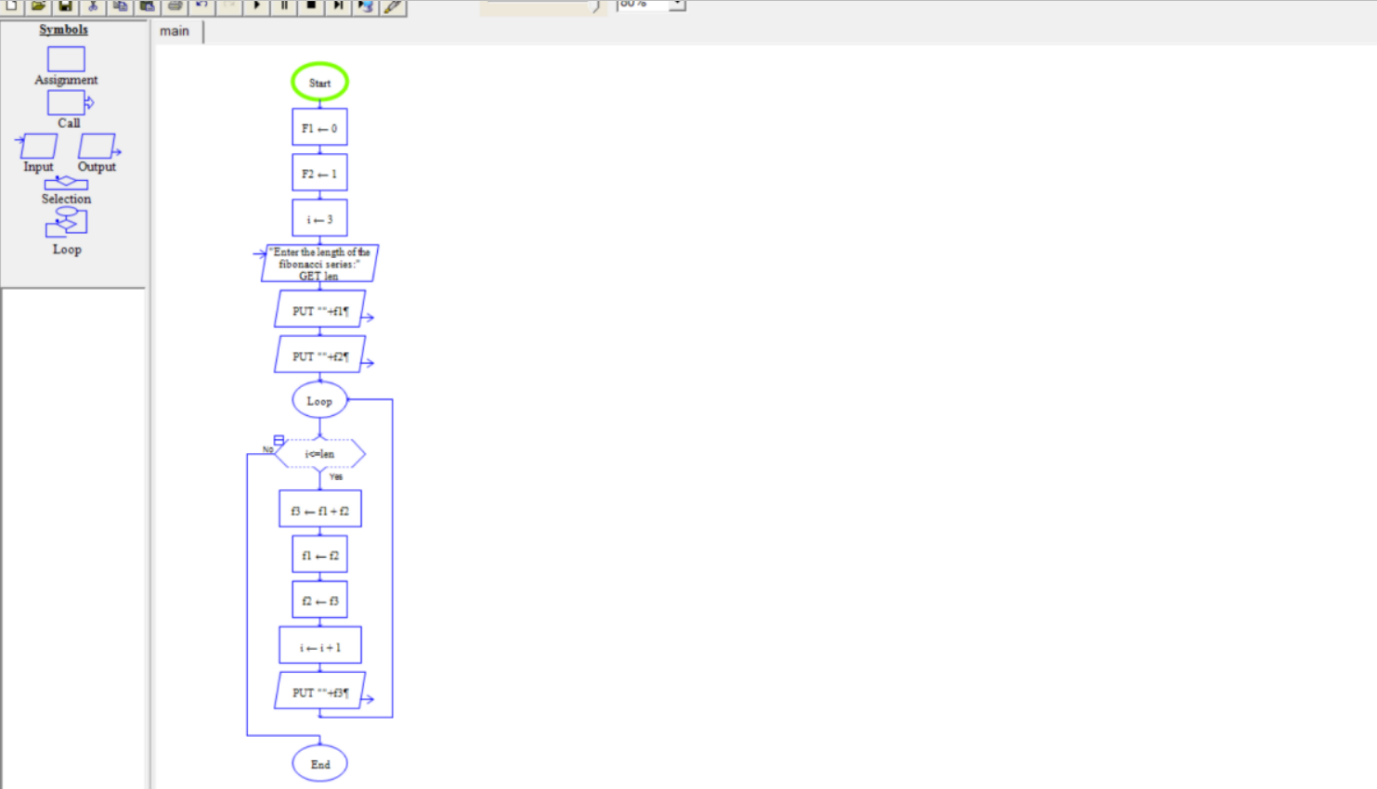 80%
Symbols
main
Assignment
Call
Input Output
Selection
Loop
Start
F1 ← 0
F2 ← 1
i ← 3
"Enter the length of the
fibonacci series:"
GET len
PUT ""+f1¶
PUT ""+f2¶
Loop
No
i<=len
Yes
f3 ← f1 + f2
f1 ← f2
f2 ← f3
i ← i + 1
PUT ""+f3¶
End